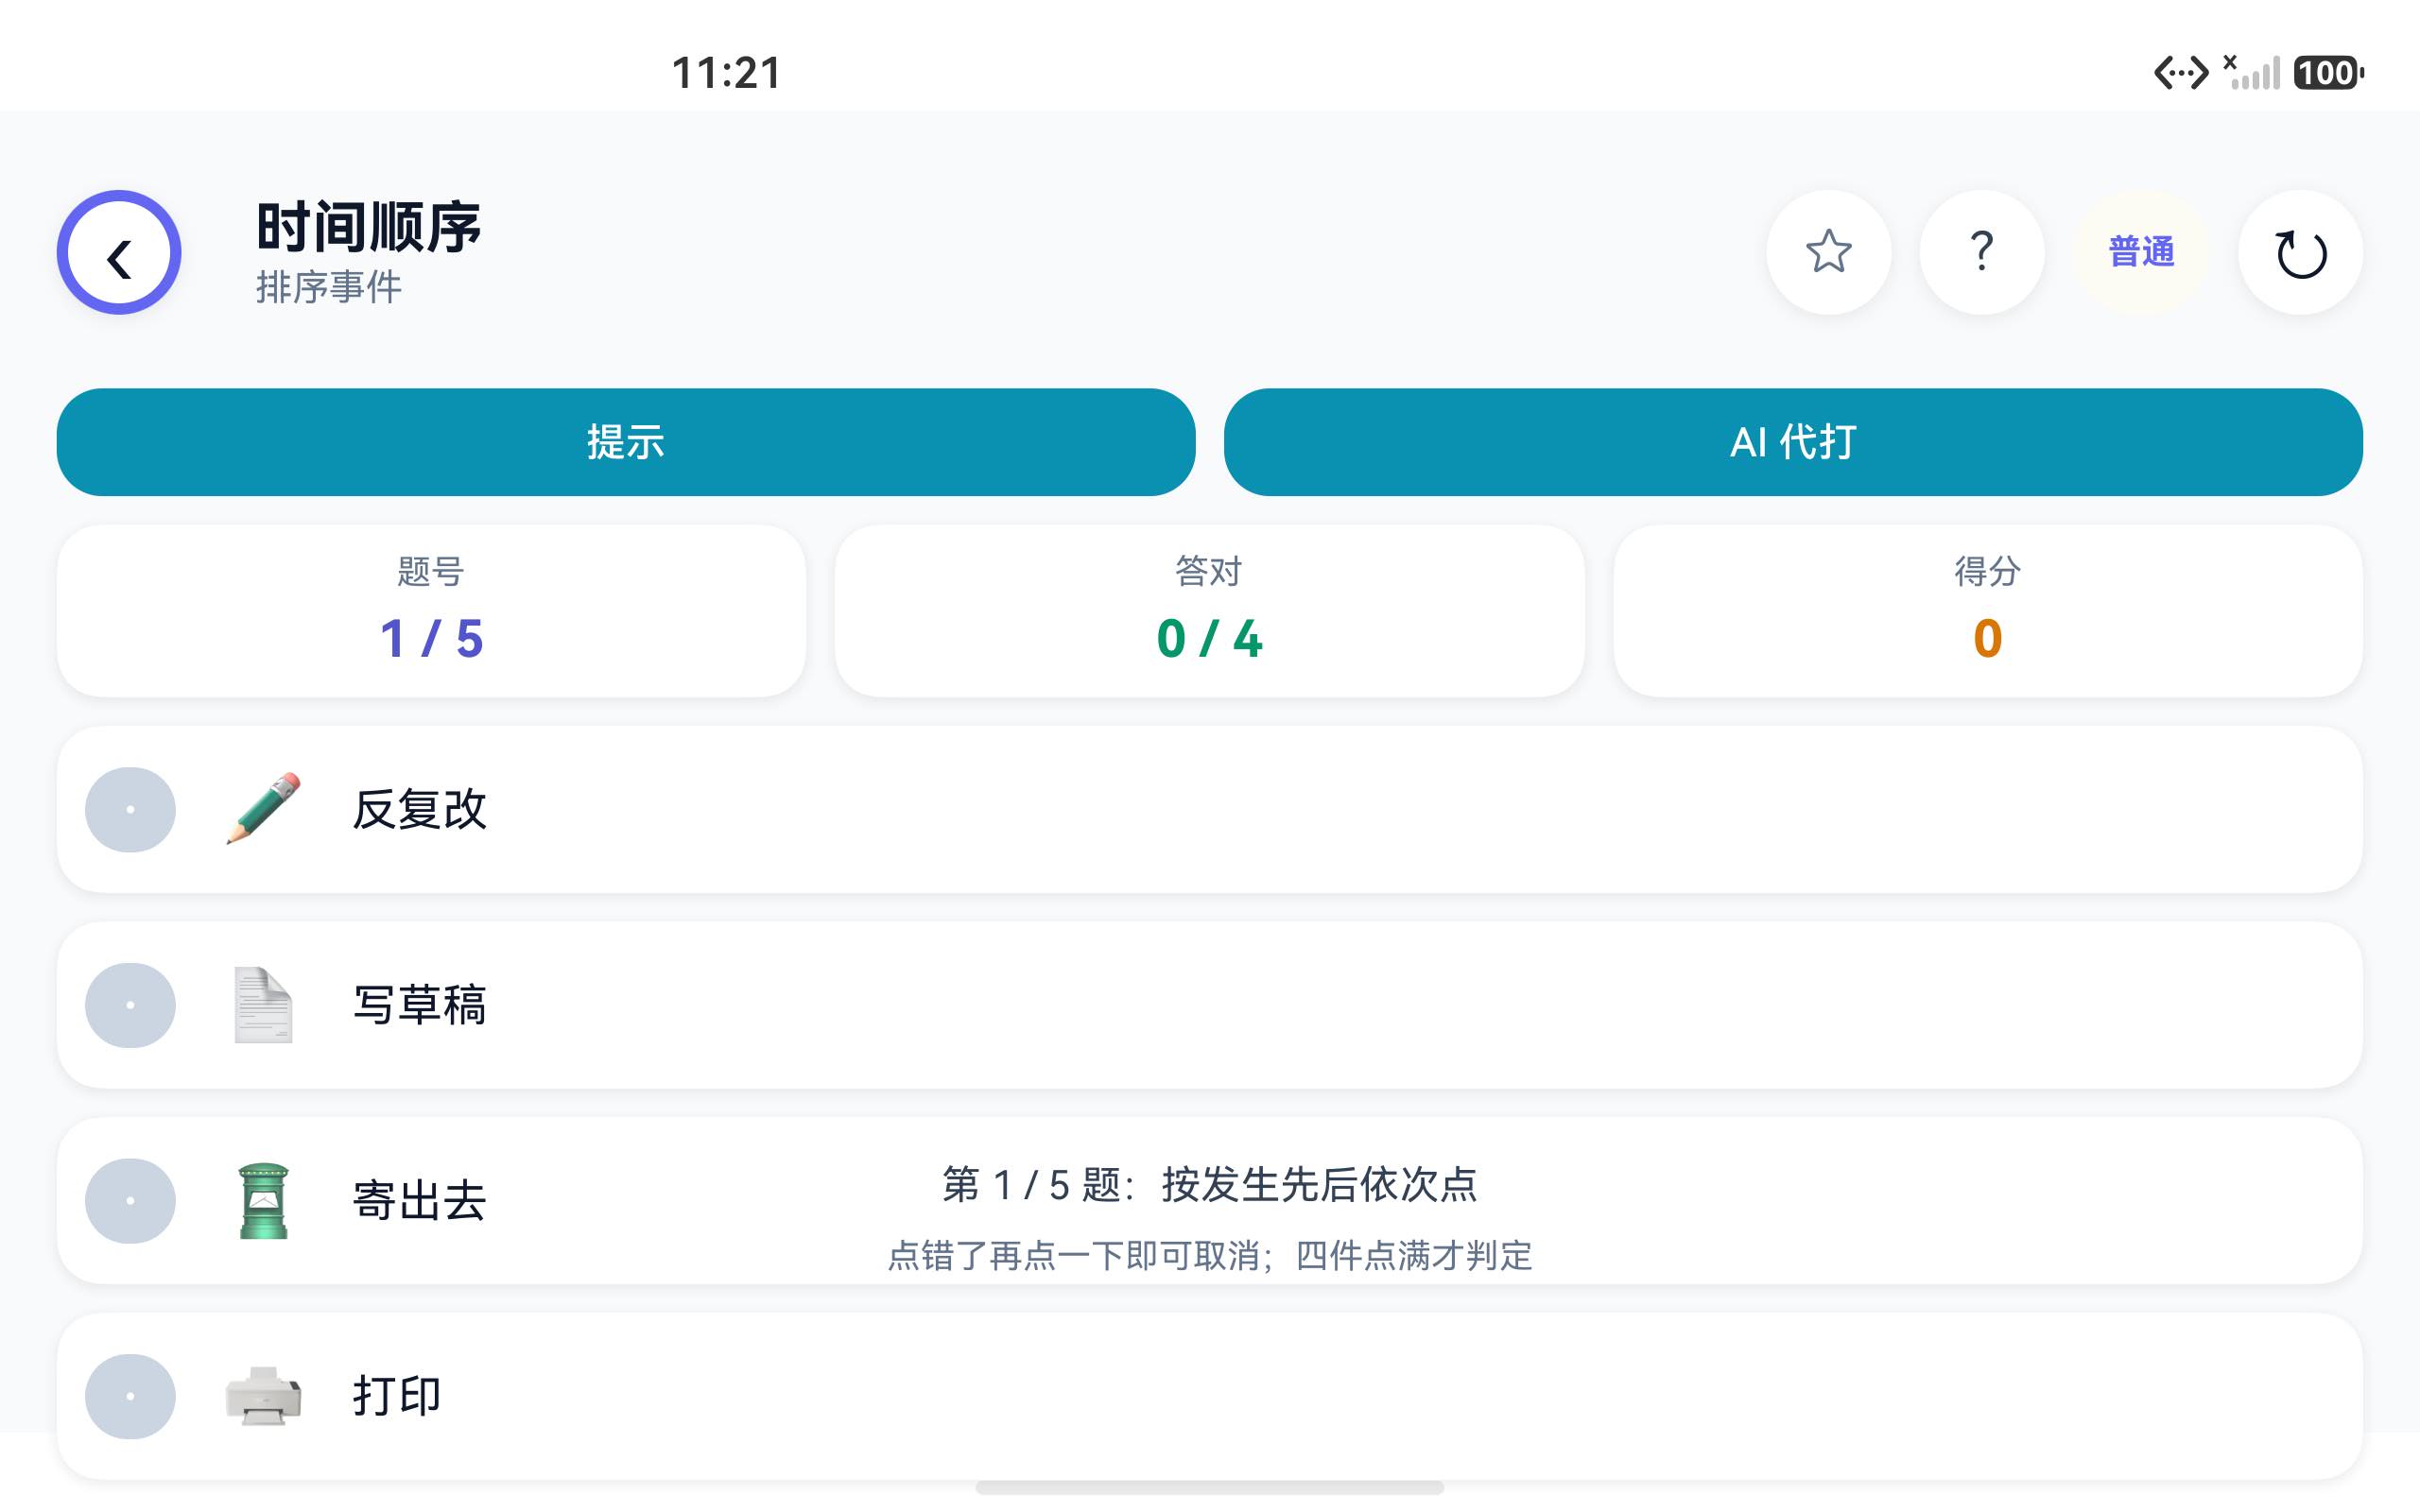 11:21
100
时间顺序
排序事件
?
普通
提示
AI 代打
题号
1 / 5
答对
0 / 4
得分
0
反复改
写草稿
寄出去
第 1 / 5 题：按发生先后依次点
点错了再点一下即可取消；四件点满才判定
打印